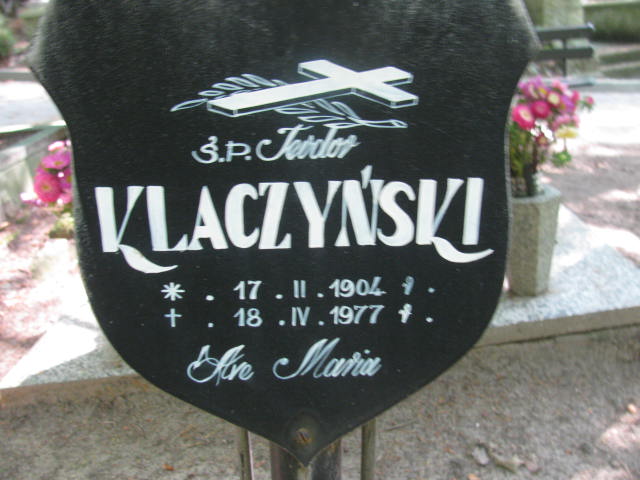 Ś.P. Teodor
KLACZYŃSKI
* . 17 . II . 1904 r.
† . 18 . IV . 1977 r.
Ave Maria